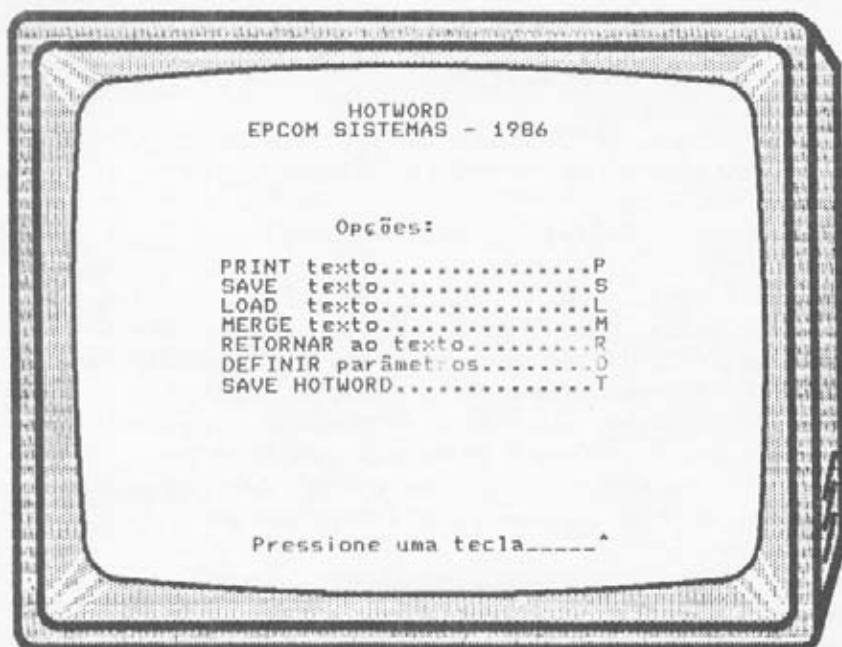 HOTWORD
EPCOM SISTEMAS - 1986
Opções:
PRINT texto...............P
SAVE  texto...............S
LOAD  texto...............L
MERGE texto...............M
RETORNAR ao texto.........R
DEFINIR parâmetros........D
SAVE HOTWORD..............T
Pressione uma tecla_____^